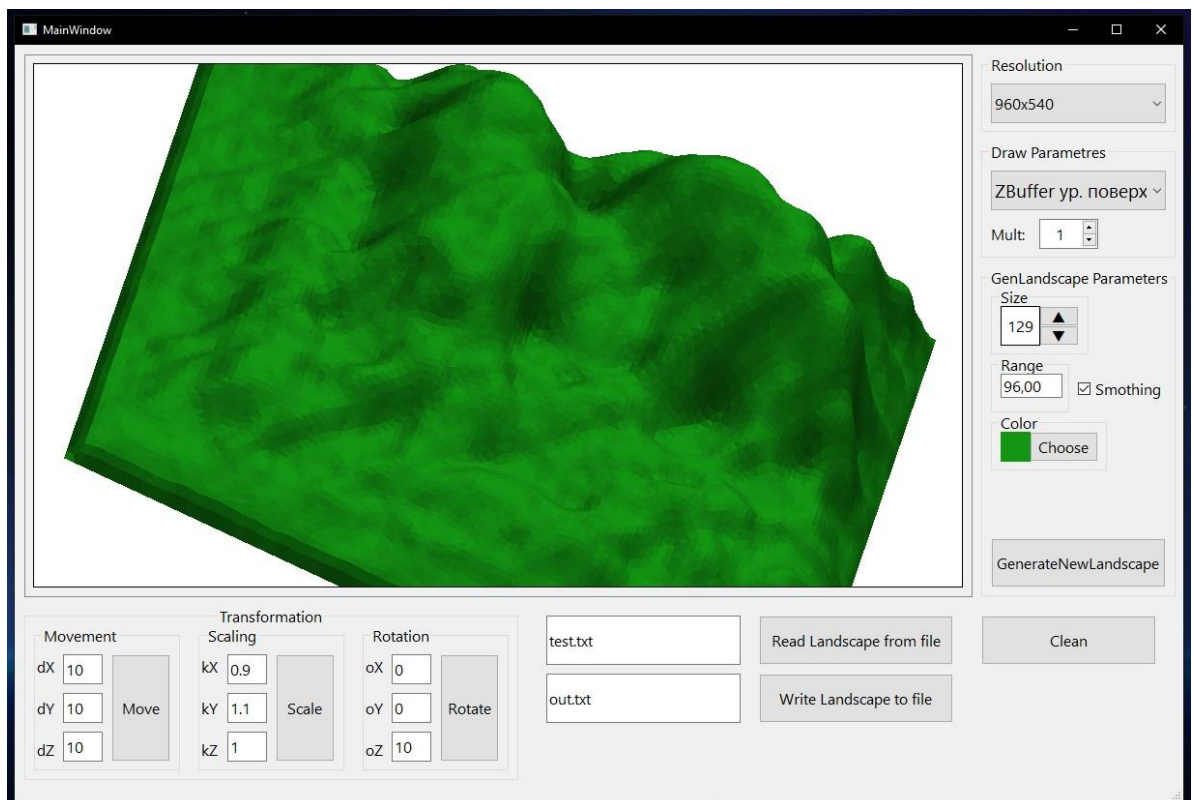 MainWindow
Resolution
960x540
Draw Parametres
ZBuffer ур. поверх
Mult: 1
GenLandscape Parameters
Size
129
Range
96,00
Smothing
Color
Choose
GenerateNewLandscape
Transformation
Movement
dX 10
dY 10
dZ 10
Move
Scaling
kX 0.9
kY 1.1
kZ 1
Scale
Rotation
oX 0
oY 0
oZ 10
Rotate
test.txt
Read Landscape from file
out.txt
Write Landscape to file
Clean